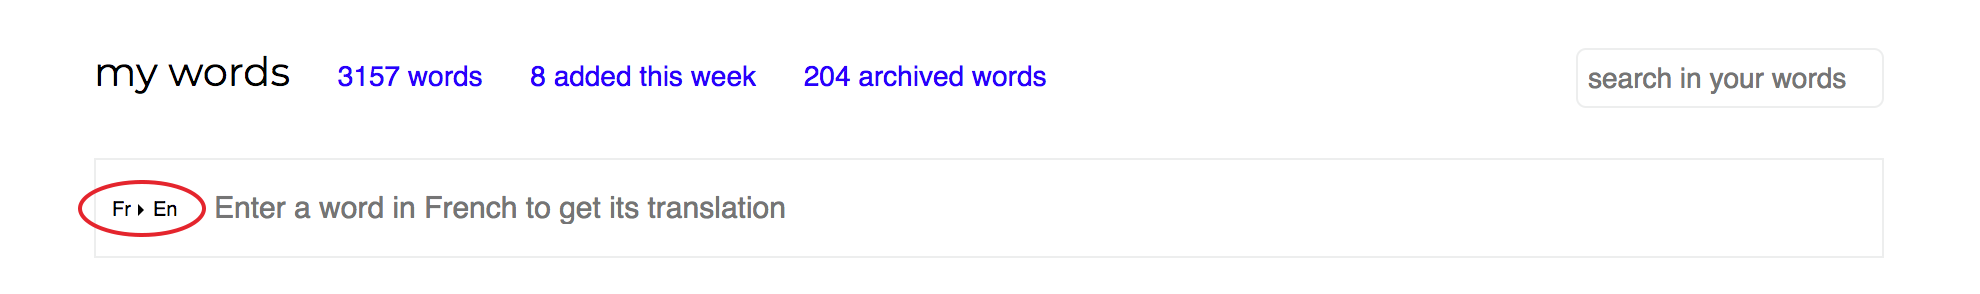 my words 3157 words 8 added this week 204 archived words search in your words
Fr ▸ En Enter a word in French to get its translation